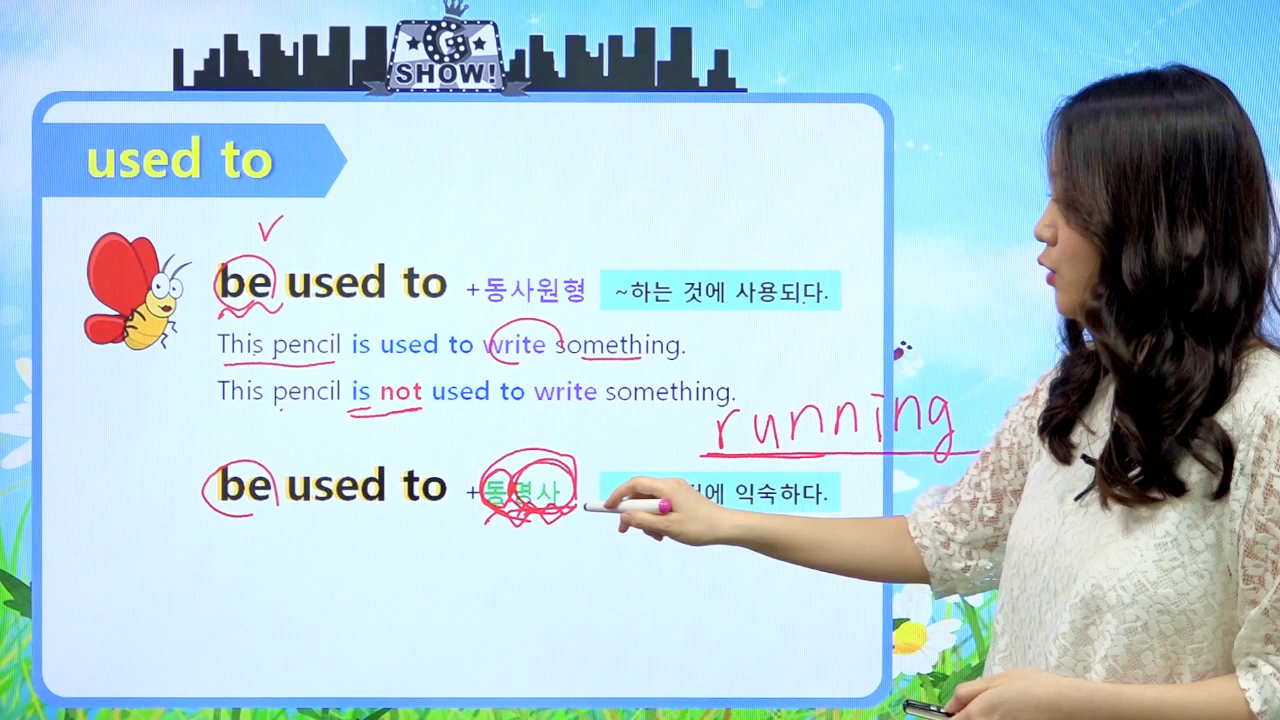 G
SHOW!
used to
be used to +동사원형 ~하는 것에 사용되다.
This pencil is used to write something.
This pencil is not used to write something.
running
be used to +동명사 에 익숙하다.